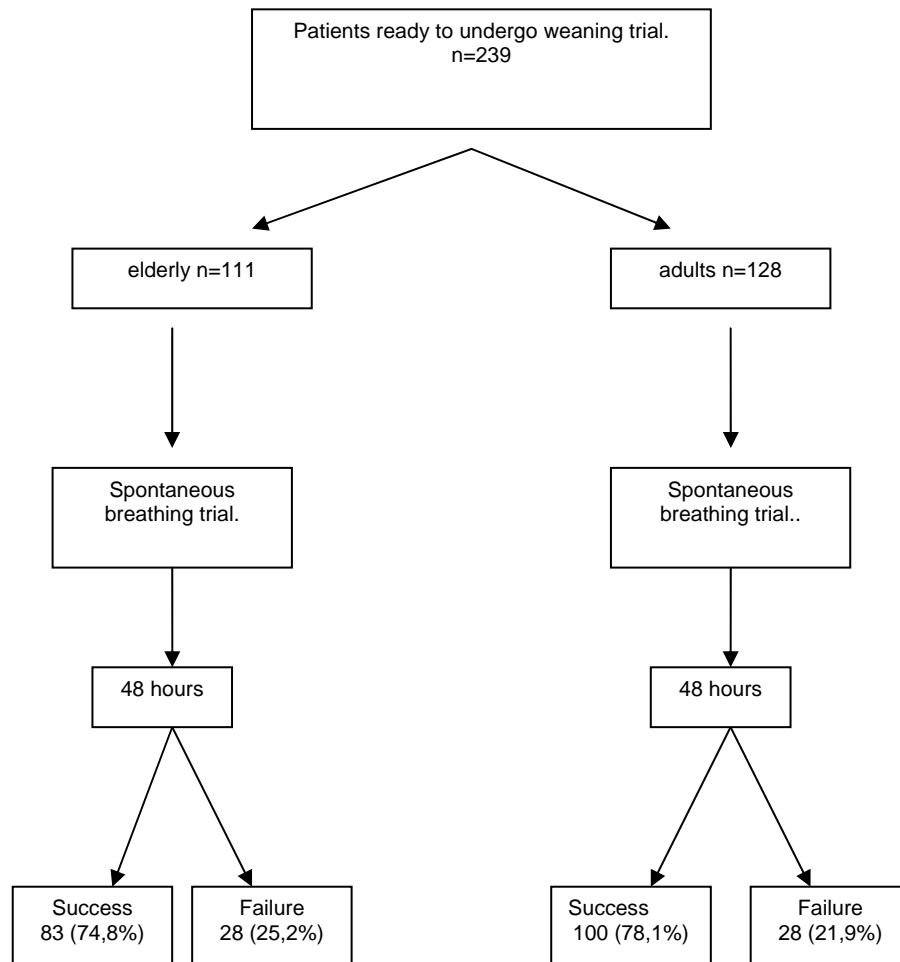 Patients ready to undergo weaning trial.
n=239
elderly n=111
adults n=128
Spontaneous
breathing trial.
Spontaneous
breathing trial..
48 hours
48 hours
Success
83 (74,8%)
Failure
28 (25,2%)
Success
100 (78,1%)
Failure
28 (21,9%)